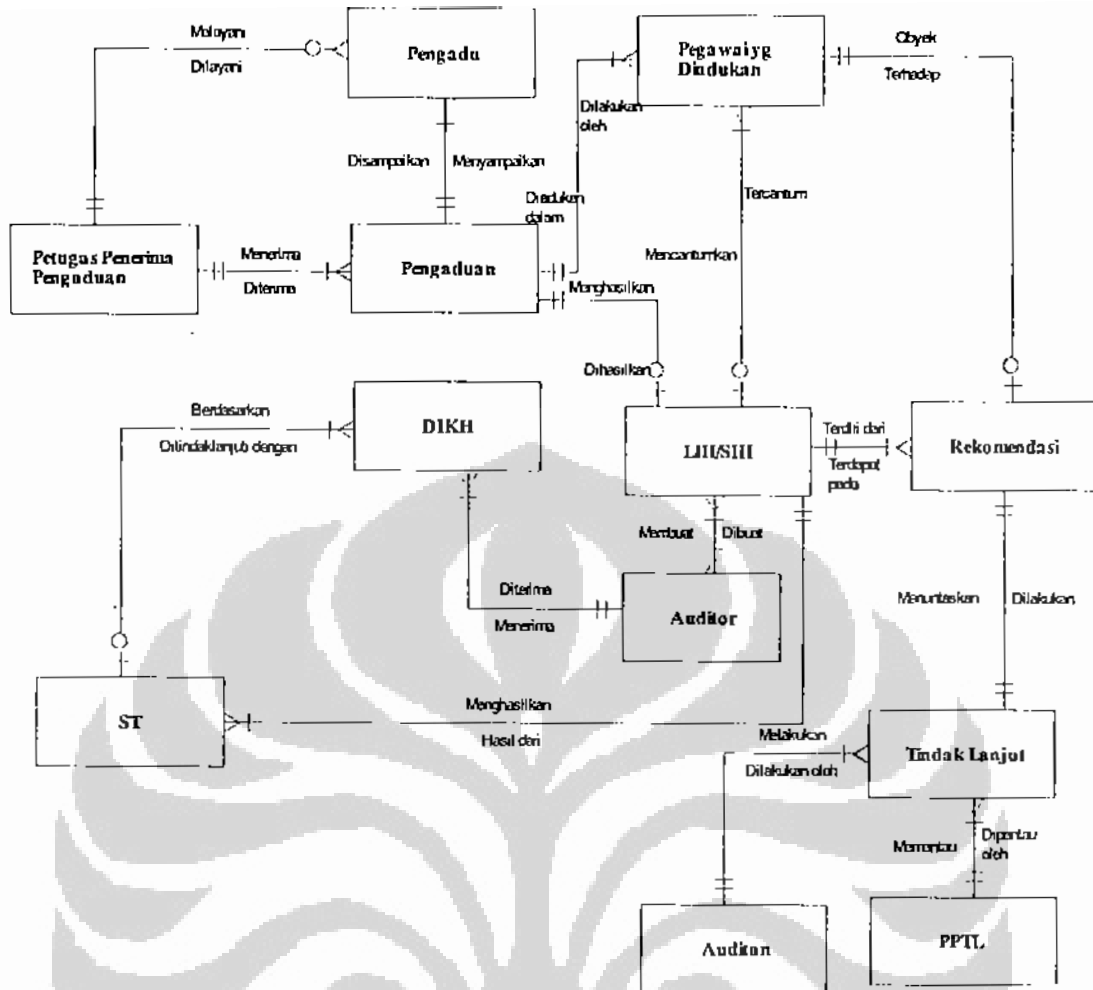 Melayani
Dilayani
Pengadu
Pegawai yg
Diadukan
Obyek
Terhadap
Dilakukan
oleh
Disampaikan
Menyampaikan
Diadukan
dalam
Tercantum
Petugas Penerima
Pengaduan
Menerima
Diterima
Pengaduan
Mencantumkan
Menghasilkan
Dihasilkan
Berdasarkan
Ditindaklanjuti dengan
DIKH
LHI/SHI
Terdiri dari
Terdapat
pada
Rekomendasi
Membuat
Dibuat
Diterima
Menerima
Auditor
Menuntaskan
Dilakukan
ST
Menghasilkan
Hasil dari
Melakukan
Dilakukan oleh
Tindak Lanjut
Memantau
Dipantau
oleh
PPTL